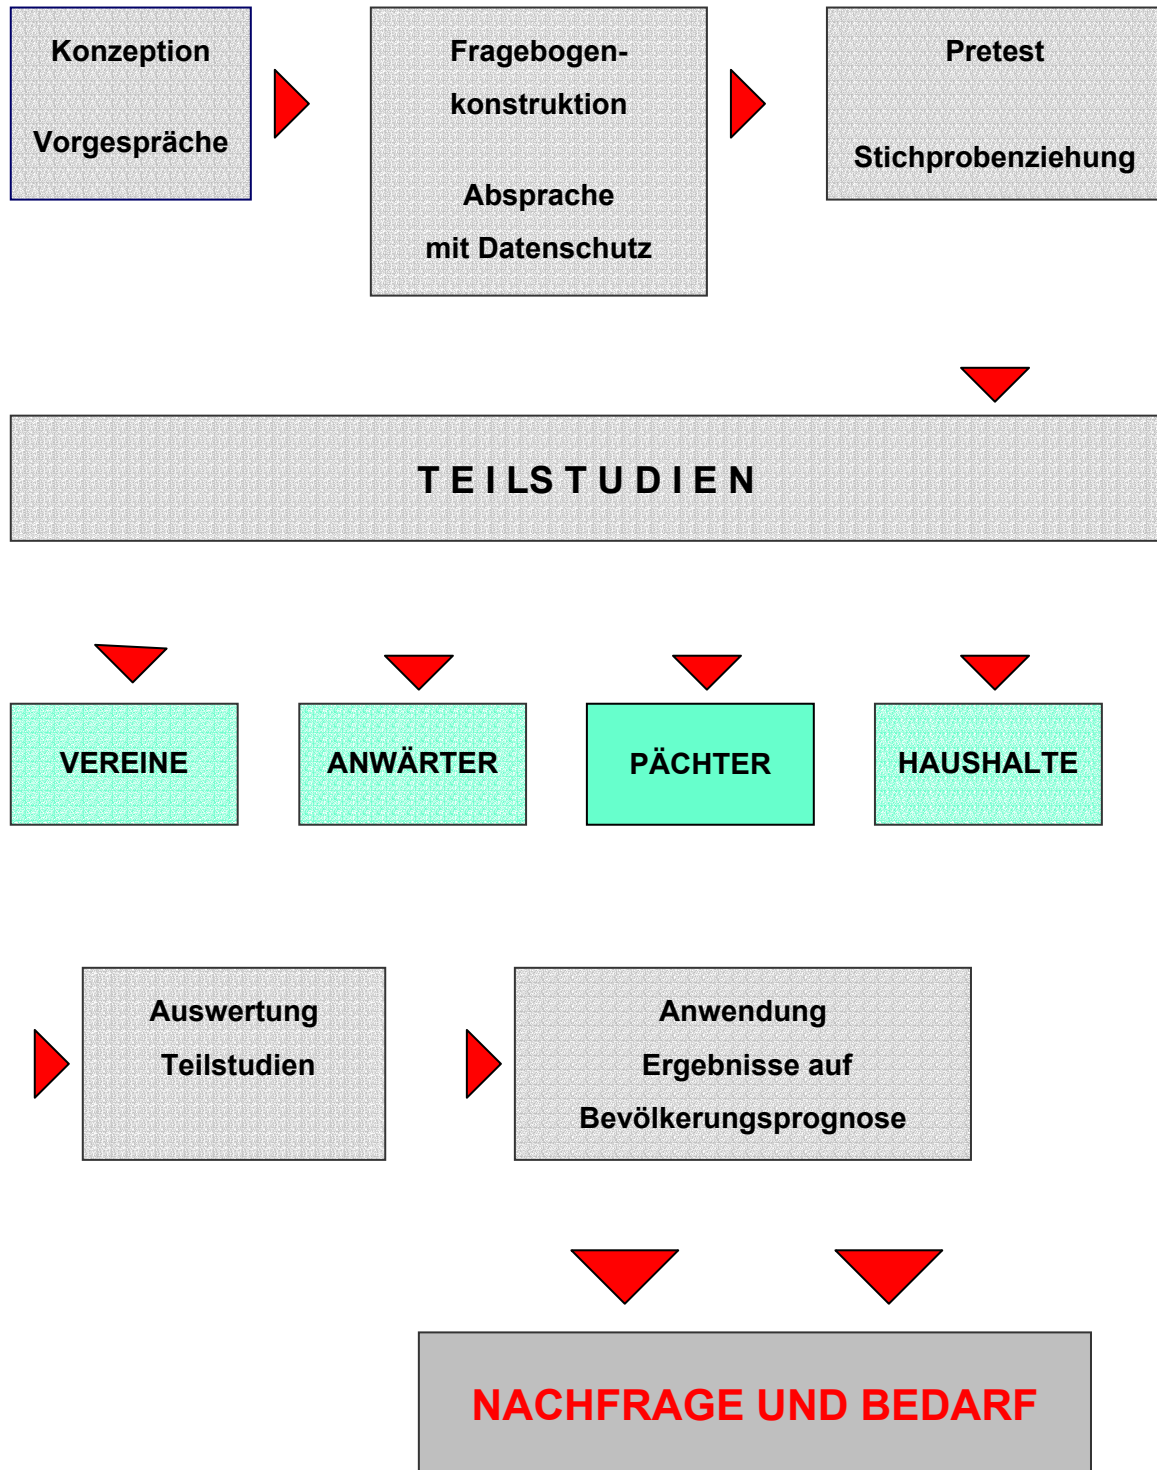 Konzeption
Vorgespräche
Fragebogen-
konstruktion
Absprache
mit Datenschutz
Pretest
Stichprobenziehung
T E I LS T U D I E N
VEREINE
ANWÄRTER
PÄCHTER
HAUSHALTE
Auswertung
Teilstudien
Anwendung
Ergebnisse auf
Bevölkerungsprognose
NACHFRAGE UND BEDARF